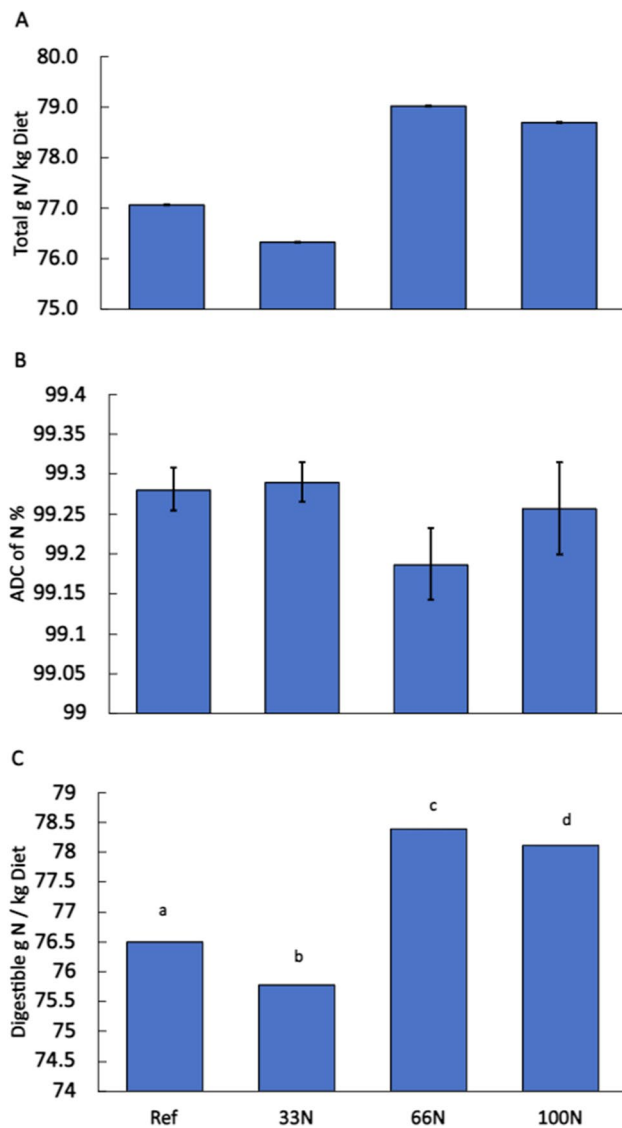 A
Total g N/ kg Diet
80.0
79.0
78.0
77.0
76.0
75.0
B
ADC of N %
99.4
99.35
99.3
99.25
99.2
99.15
99.1
99.05
99
C
Digestible g N / kg Diet
79
78.5
78
77.5
77
76.5
76
75.5
75
74.5
74
a
b
c
d
Ref 33N 66N 100N